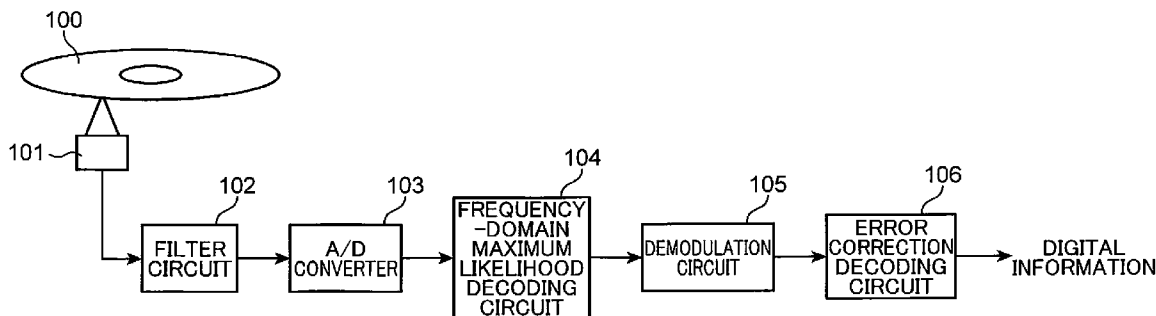 100
101
102
FILTER
CIRCUIT
103
A/D
CONVERTER
104
FREQUENCY
-DOMAIN
MAXIMUM
LIKELIHOOD
DECODING
CIRCUIT
105
DEMODULATION
CIRCUIT
106
ERROR
CORRECTION
DECODING
CIRCUIT
DIGITAL
INFORMATION